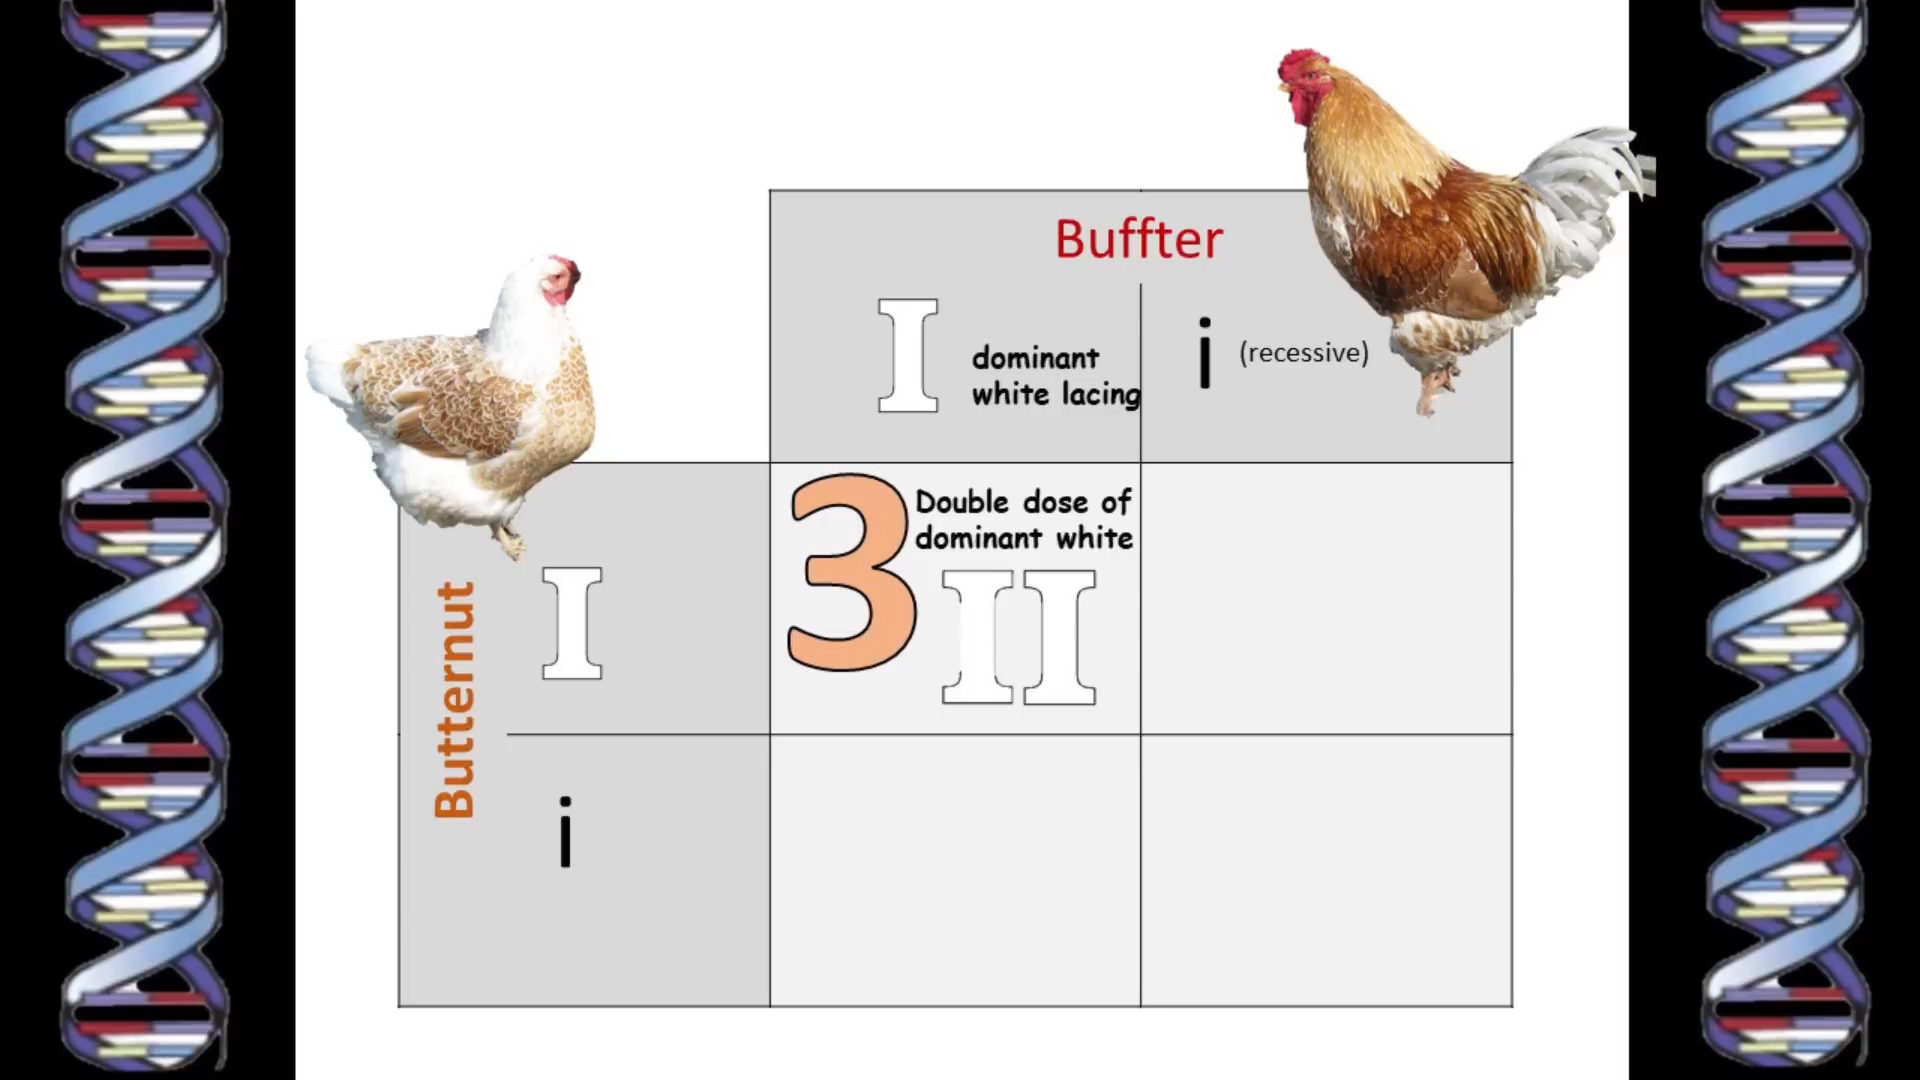 Buffter
I
dominant
white lacing
i
(recessive)
Butternut
I
3
Double dose of
dominant white
II
i